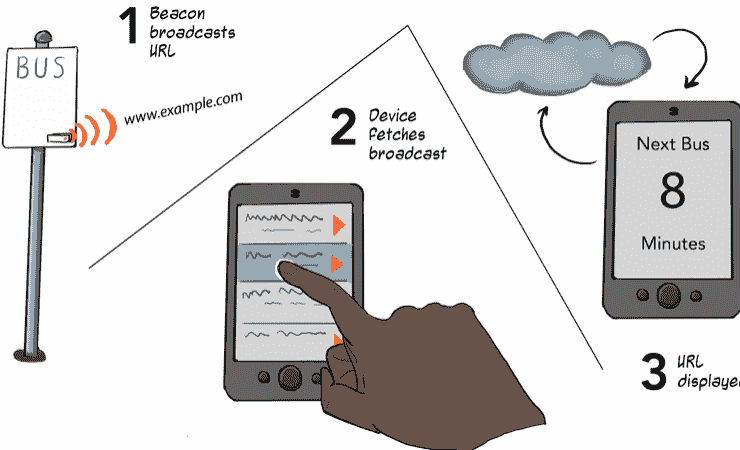 1 Beacon
broadcasts
URL
BUS
www.example.com
2 Device
fetches
broadcast
Next Bus
8
Minutes
3 URL
displaye